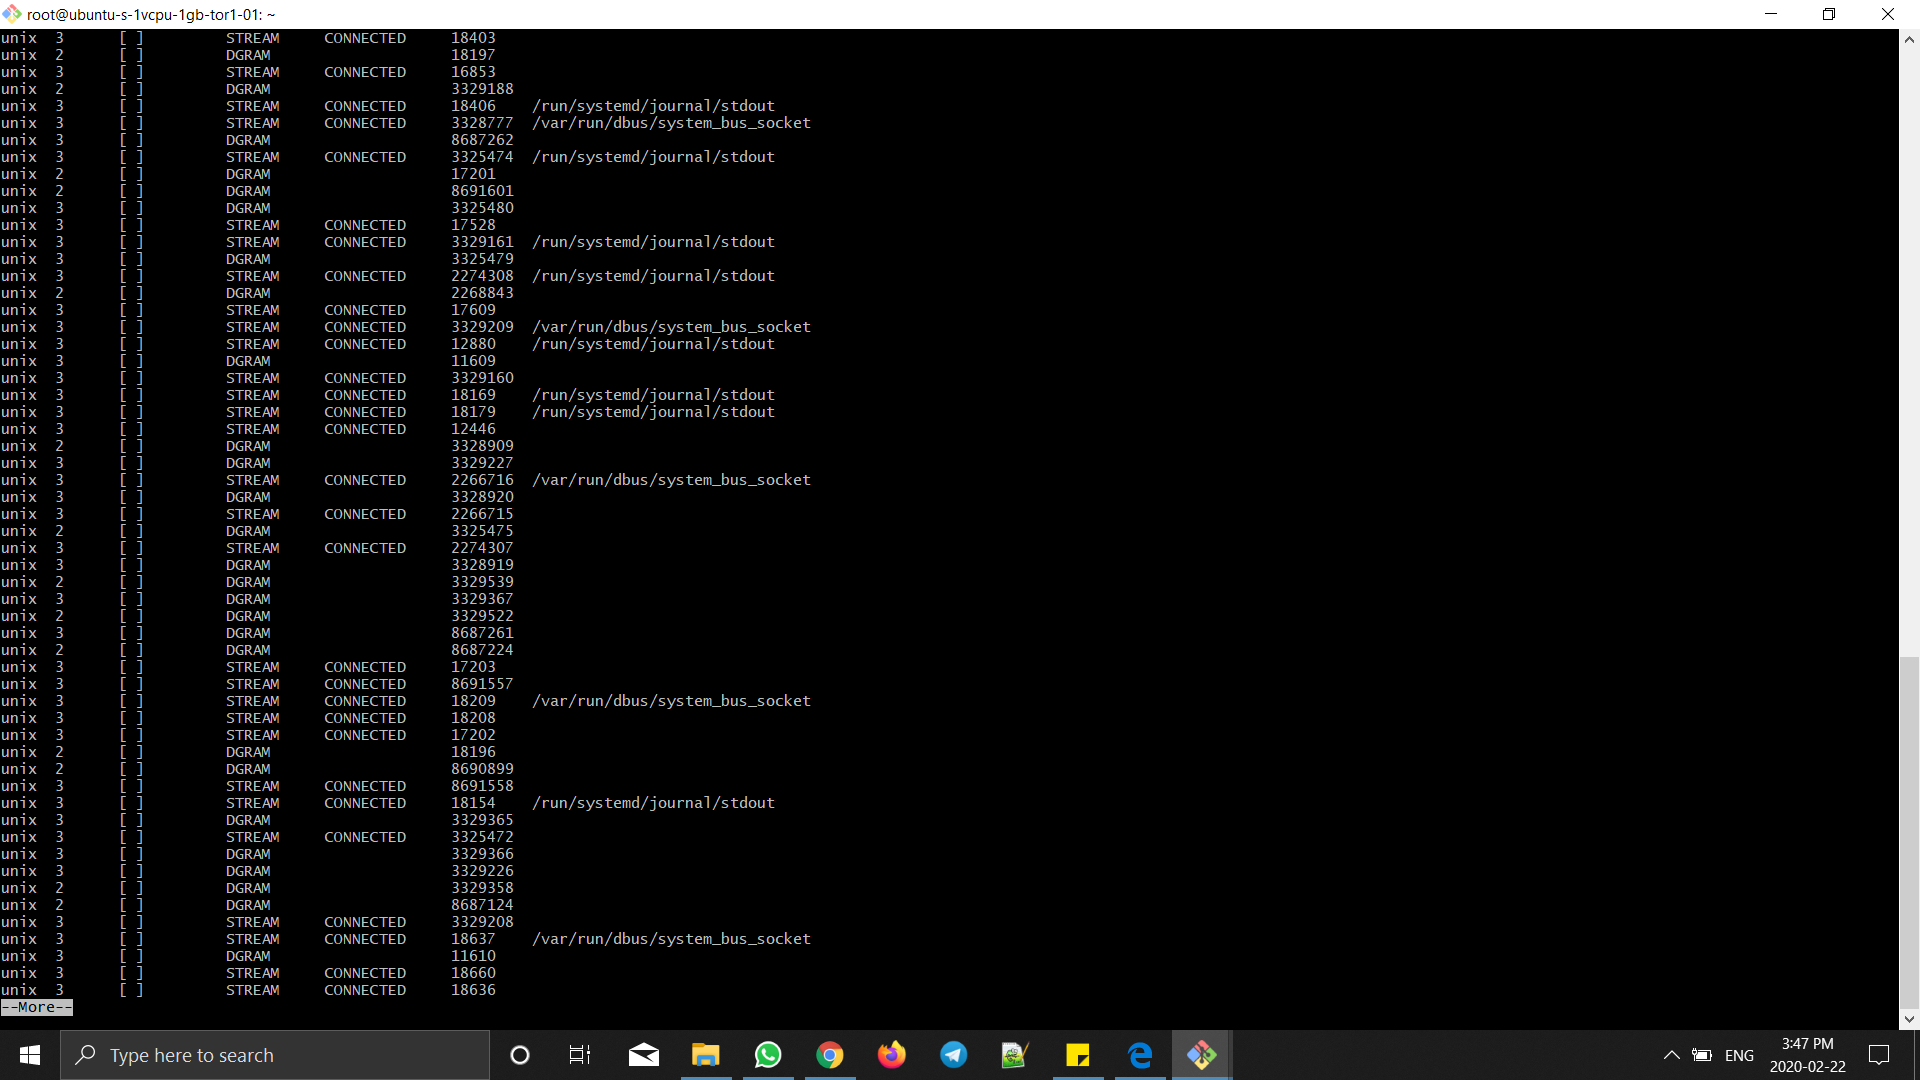 root@ubuntu-s-1vcpu-1gb-tor1-01: ~
unix 3 [ ] STREAM CONNECTED 18403
unix 2 [ ] DGRAM 18197
unix 3 [ ] STREAM CONNECTED 16853
unix 2 [ ] DGRAM 3329188
unix 3 [ ] STREAM CONNECTED 18406 /run/systemd/journal/stdout
unix 3 [ ] STREAM CONNECTED 3328777 /var/run/dbus/system_bus_socket
unix 3 [ ] DGRAM 8687262
unix 3 [ ] STREAM CONNECTED 3325474 /run/systemd/journal/stdout
unix 2 [ ] DGRAM 17201
unix 2 [ ] DGRAM 8691601
unix 3 [ ] DGRAM 3325480
unix 3 [ ] STREAM CONNECTED 17528
unix 3 [ ] STREAM CONNECTED 3329161 /run/systemd/journal/stdout
unix 3 [ ] DGRAM 3325479
unix 3 [ ] STREAM CONNECTED 2274308 /run/systemd/journal/stdout
unix 2 [ ] DGRAM 2268843
unix 3 [ ] STREAM CONNECTED 17609
unix 3 [ ] STREAM CONNECTED 3329209 /var/run/dbus/system_bus_socket
unix 3 [ ] STREAM CONNECTED 12880 /run/systemd/journal/stdout
unix 3 [ ] DGRAM 11609
unix 3 [ ] STREAM CONNECTED 3329160
unix 3 [ ] STREAM CONNECTED 18169 /run/systemd/journal/stdout
unix 3 [ ] STREAM CONNECTED 18179 /run/systemd/journal/stdout
unix 3 [ ] STREAM CONNECTED 12446
unix 2 [ ] DGRAM 3328909
unix 3 [ ] DGRAM 3329227
unix 3 [ ] STREAM CONNECTED 2266716 /var/run/dbus/system_bus_socket
unix 3 [ ] DGRAM 3328920
unix 3 [ ] STREAM CONNECTED 2266715
unix 2 [ ] DGRAM 3325475
unix 3 [ ] STREAM CONNECTED 2274307
unix 3 [ ] DGRAM 3328919
unix 2 [ ] DGRAM 3329539
unix 3 [ ] DGRAM 3329367
unix 2 [ ] DGRAM 3329522
unix 3 [ ] DGRAM 8687261
unix 2 [ ] DGRAM 8687224
unix 3 [ ] STREAM CONNECTED 17203
unix 3 [ ] STREAM CONNECTED 8691557
unix 3 [ ] STREAM CONNECTED 18209 /var/run/dbus/system_bus_socket
unix 3 [ ] STREAM CONNECTED 18208
unix 3 [ ] STREAM CONNECTED 17202
unix 2 [ ] DGRAM 18196
unix 2 [ ] DGRAM 8690899
unix 3 [ ] STREAM CONNECTED 8691558
unix 3 [ ] STREAM CONNECTED 18154 /run/systemd/journal/stdout
unix 3 [ ] DGRAM 3329365
unix 3 [ ] STREAM CONNECTED 3325472
unix 3 [ ] DGRAM 3329366
unix 3 [ ] DGRAM 3329226
unix 2 [ ] DGRAM 3329358
unix 2 [ ] DGRAM 8687124
unix 3 [ ] STREAM CONNECTED 3329208
unix 3 [ ] STREAM CONNECTED 18637 /var/run/dbus/system_bus_socket
unix 3 [ ] DGRAM 11610
unix 3 [ ] STREAM CONNECTED 18660
unix 3 [ ] STREAM CONNECTED 18636
--More--
Type here to search
ENG
3:47 PM
2020-02-22